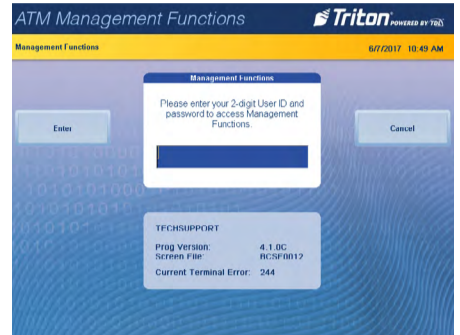 ATM Management Functions
Triton POWERED BY TDL
Management Functions
6/7/2017 10:49 AM
Management Functions
Please enter your 2-digit User ID and
password to access Management
Functions.
Enter
Cancel
TECHSUPPORT
Prog Version: 4.1.0C
Screen File: BCSF0012
Current Terminal Error: 244